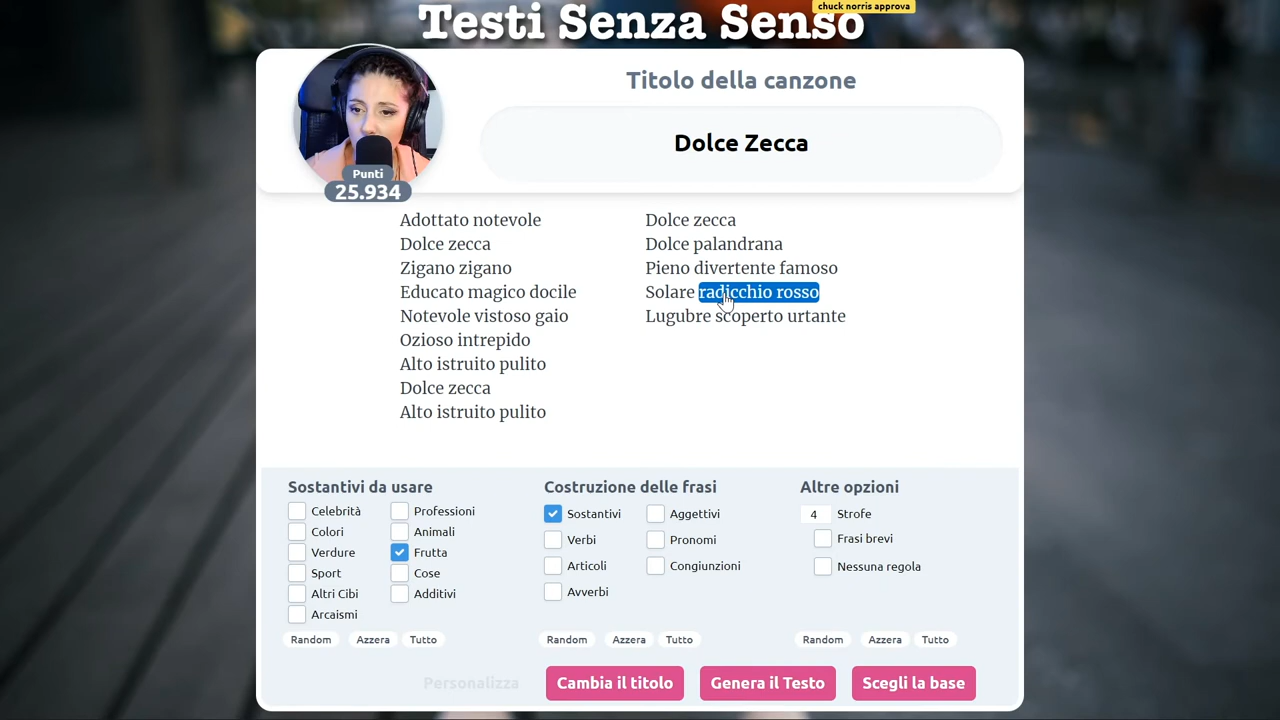 chuck norris approva
Testi Senza Senso
Titolo della canzone
Dolce Zecca
Punti
25.934
Adottato notevole
Dolce zecca
Zigano zigano
Educato magico docile
Notevole vistoso gaio
Ozioso intrepido
Alto istruito pulito
Dolce zecca
Alto istruito pulito
Dolce zecca
Dolce palandrana
Pieno divertente famoso
Solare radicchio rosso
Lugubre scoperto urtante
Sostantivi da usare
Celebrità
Professioni
Colori
Animali
Verdure
Frutta
Sport
Cose
Altri Cibi
Additivi
Arcaismi
Random
Azzera
Tutto
Costruzione delle frasi
Sostantivi
Aggettivi
Verbi
Pronomi
Articoli
Congiunzioni
Avverbi
Random
Azzera
Tutto
Altre opzioni
4 Strofe
Frasi brevi
Nessuna regola
Random
Azzera
Tutto
Personalizza
Cambia il titolo
Genera il Testo
Scegli la base